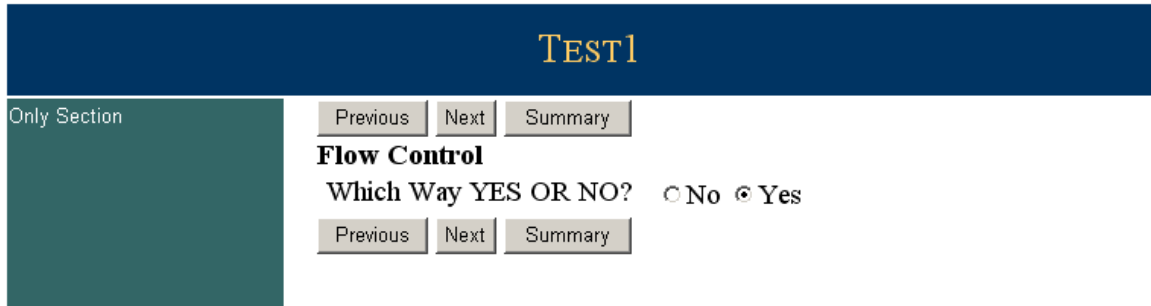 Test1
Only Section
Previous Next Summary
Flow Control
Which Way YES OR NO? No Yes
Previous Next Summary